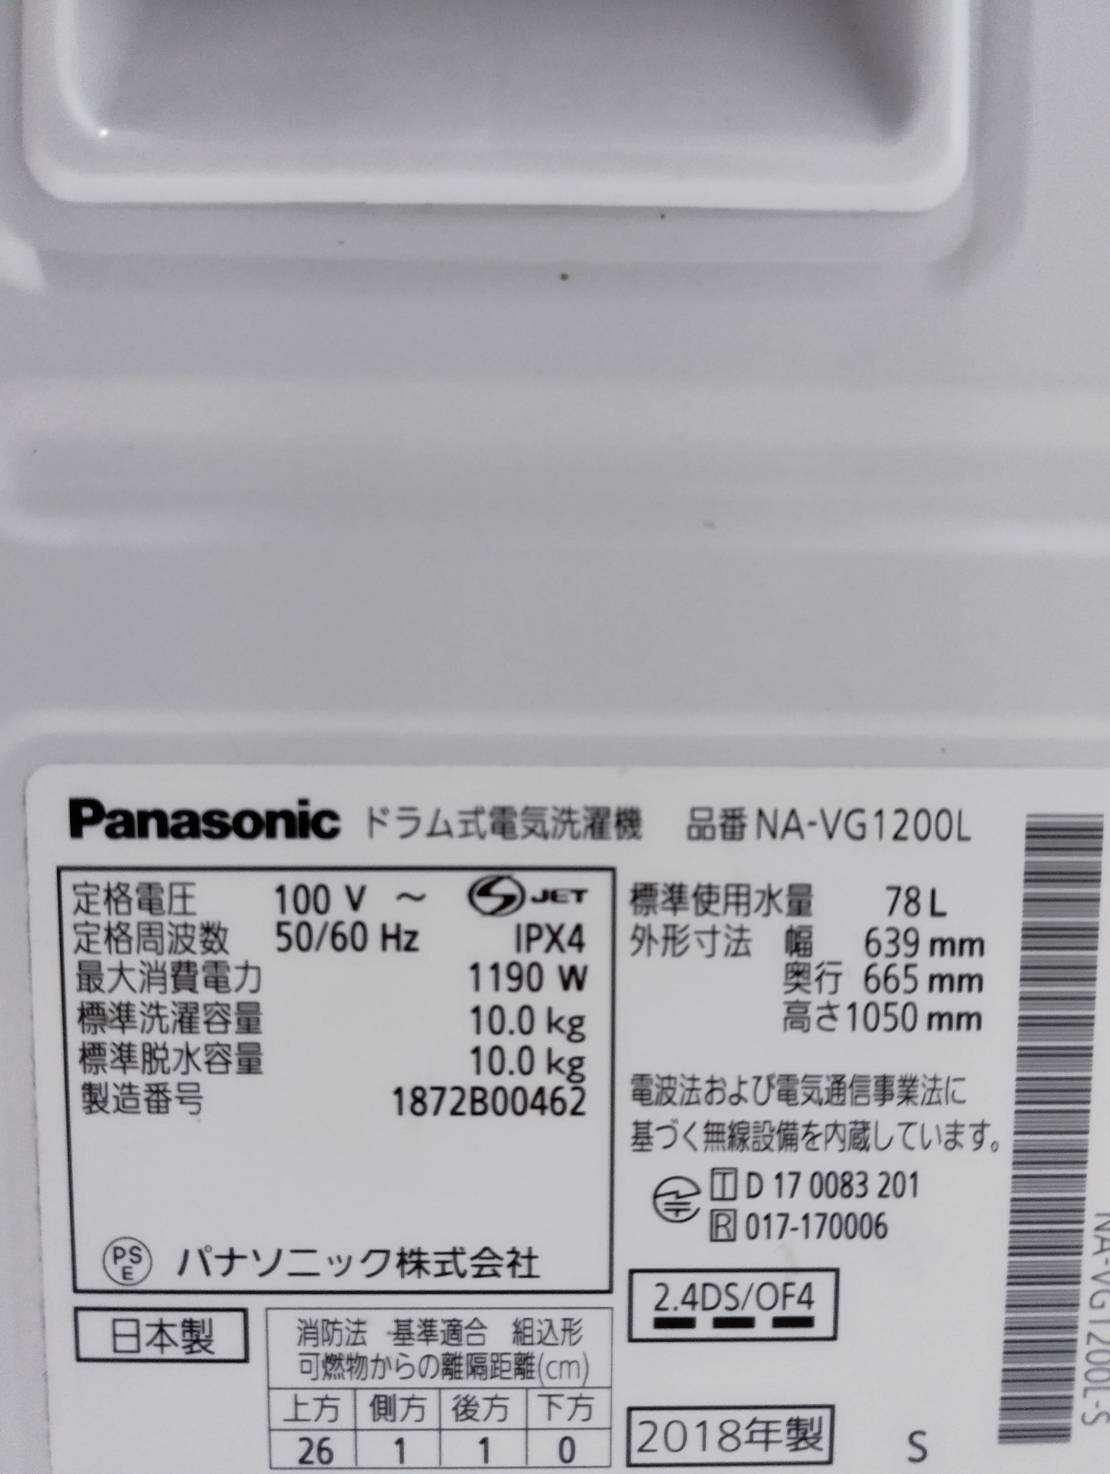 Panasonic ドラム式電気洗濯機 品番 NA-VG1200L
定格電圧 100 V ～ S JET
定格周波数 50/60 Hz IPX4
最大消費電力 1190 W
標準洗濯容量 10.0 kg
標準脱水容量 10.0 kg
製造番号 1872B00462
PS E パナソニック株式会社
標準使用水量 78 L
外形寸法 幅 639 mm
奥行 665 mm
高さ1050 mm
電波法および電気通信事業法に
基づく無線設備を内蔵しています。
T D 17 0083 201
R 017-170006
2.4DS/OF4
日本製
消防法 基準適合 組込形
可燃物からの離隔距離(cm)
上方 側方 後方 下方
26 1 1 0
2018年製 S
NA-VG1200L-S